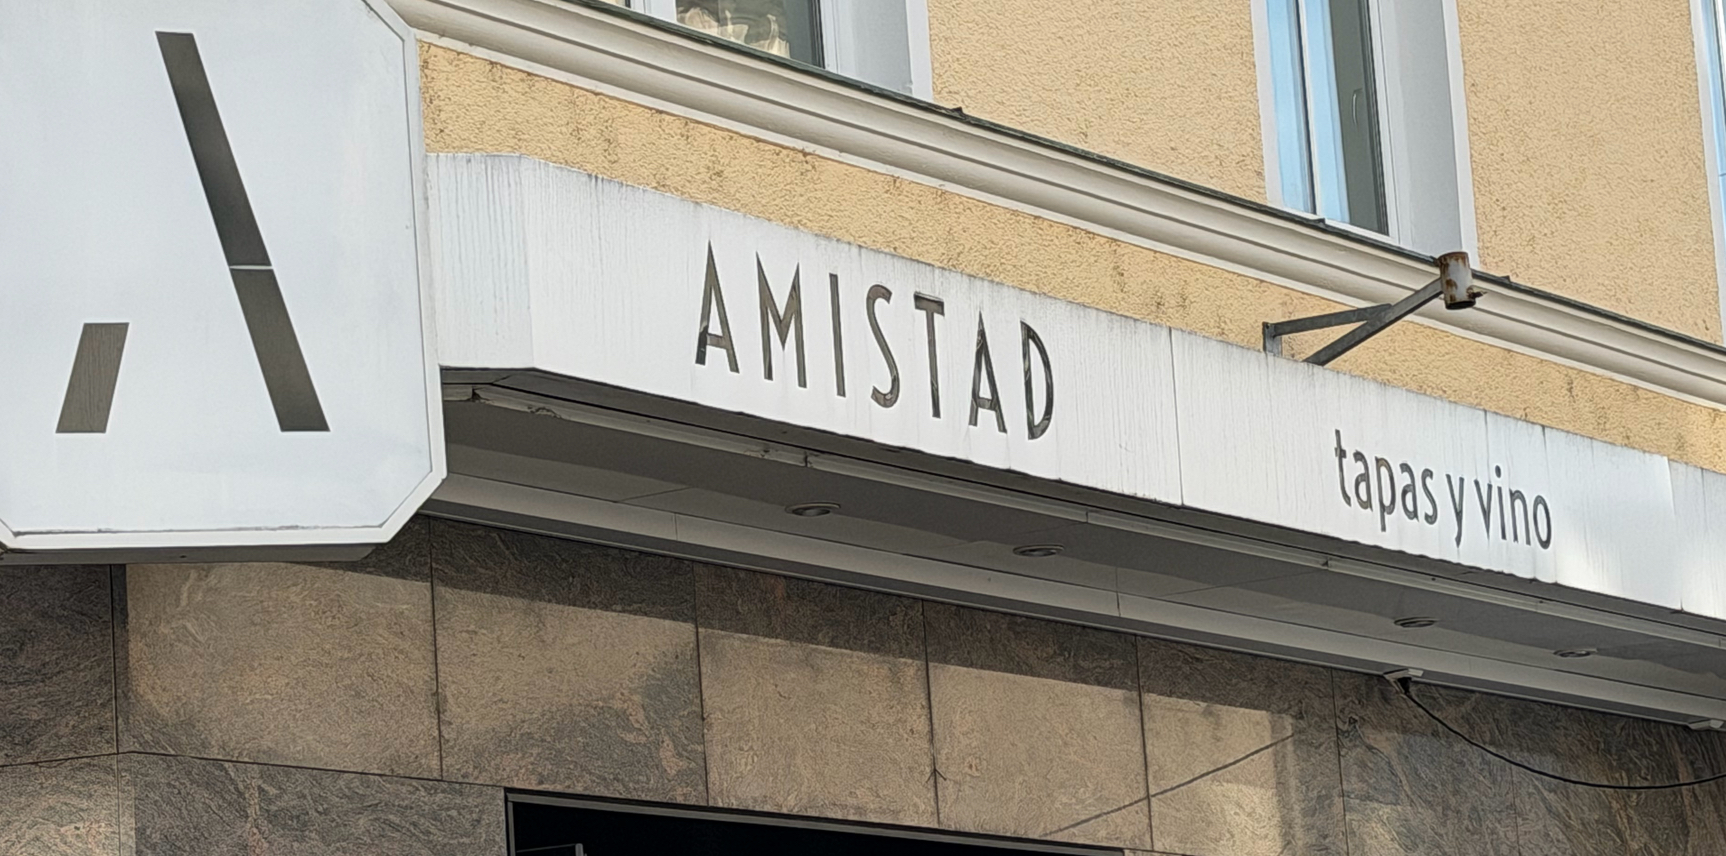 A
AMISTAD
tapas y vino